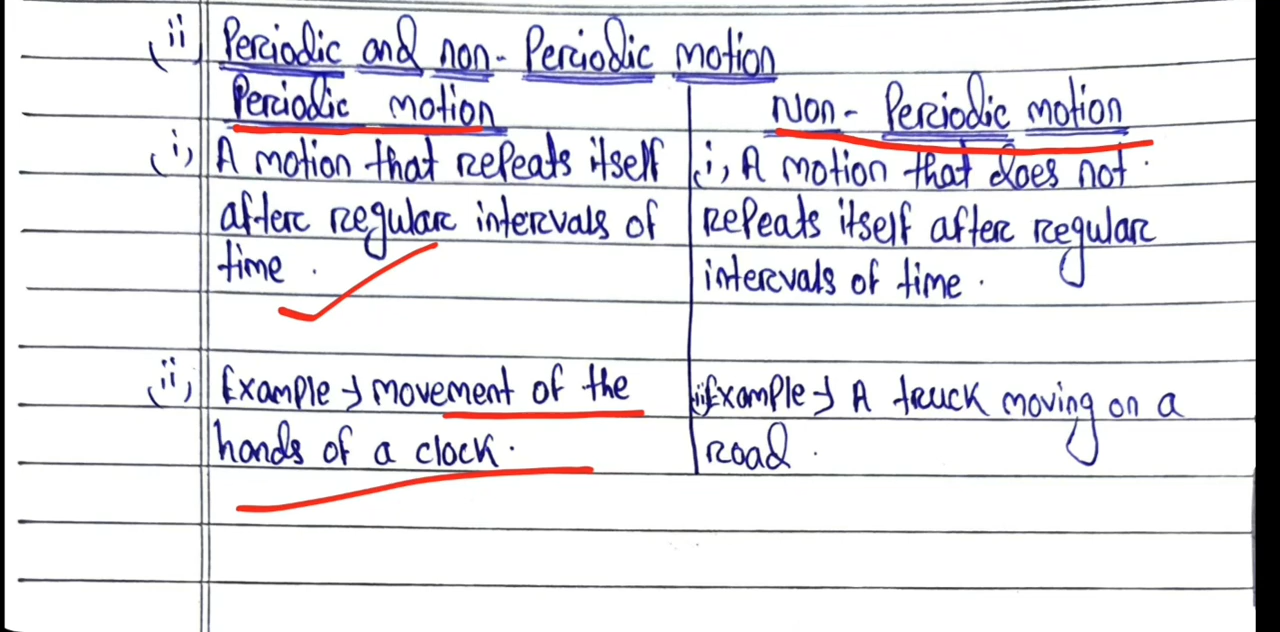 (ii) Periodic and non-Periodic motion
Periodic motion
Non-Periodic motion
(i) A motion that repeats itself
after regular intervals of
time.
(i) A motion that does not
repeats itself after regular
intervals of time.
(ii) Example → movement of the
hands of a clock.
(ii) Example → A truck moving on a
road.